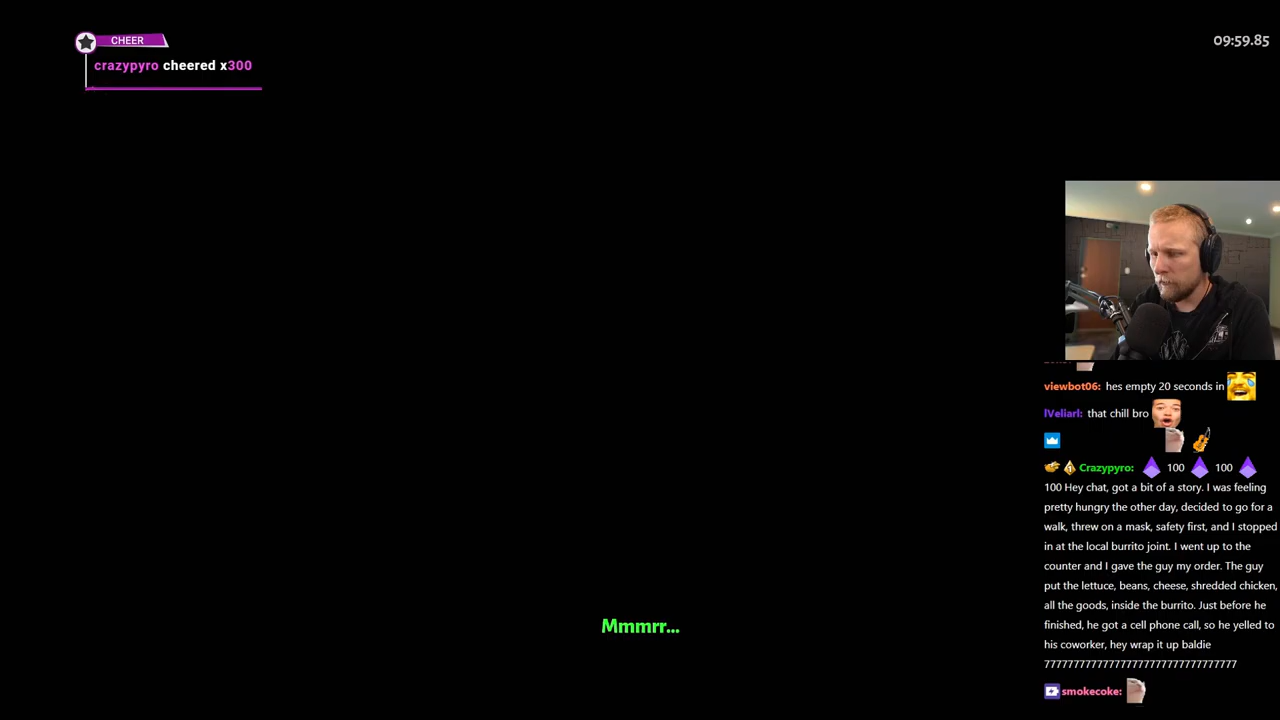 CHEER
crazypyro cheered x300
09:59.85
viewbot06: hes empty 20 seconds in
lVeliarl: that chill bro
Crazypyro: 100 100
100 Hey chat, got a bit of a story. I was feeling
pretty hungry the other day, decided to go for a
walk, threw on a mask, safety first, and I stopped
in at the local burrito joint. I went up to the
counter and I gave the guy my order. The guy
put the lettuce, beans, cheese, shredded chicken,
all the goods, inside the burrito. Just before he
finished, he got a cell phone call, so he yelled to
his coworker, hey wrap it up baldie
7777777777777777777777777777777777
smokecoke:
Mmmrr...